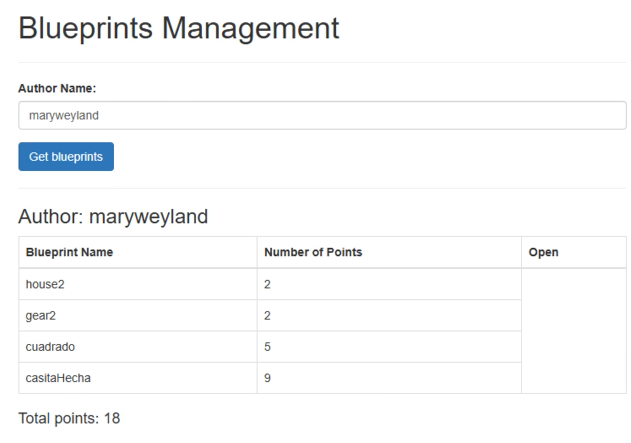 Blueprints Management
Author Name:
maryweyland
Get blueprints
Author: maryweyland
Blueprint Name Number of Points Open
house2 2
gear2 2
cuadrado 5
casitaHecha 9
Total points: 18